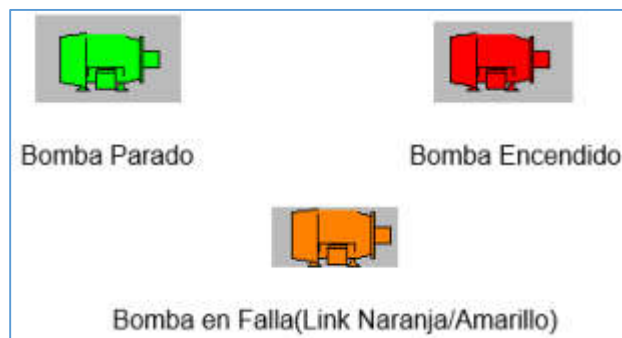 Bomba Parado
Bomba Encendido
Bomba en Falla(Link Naranja/Amarillo)